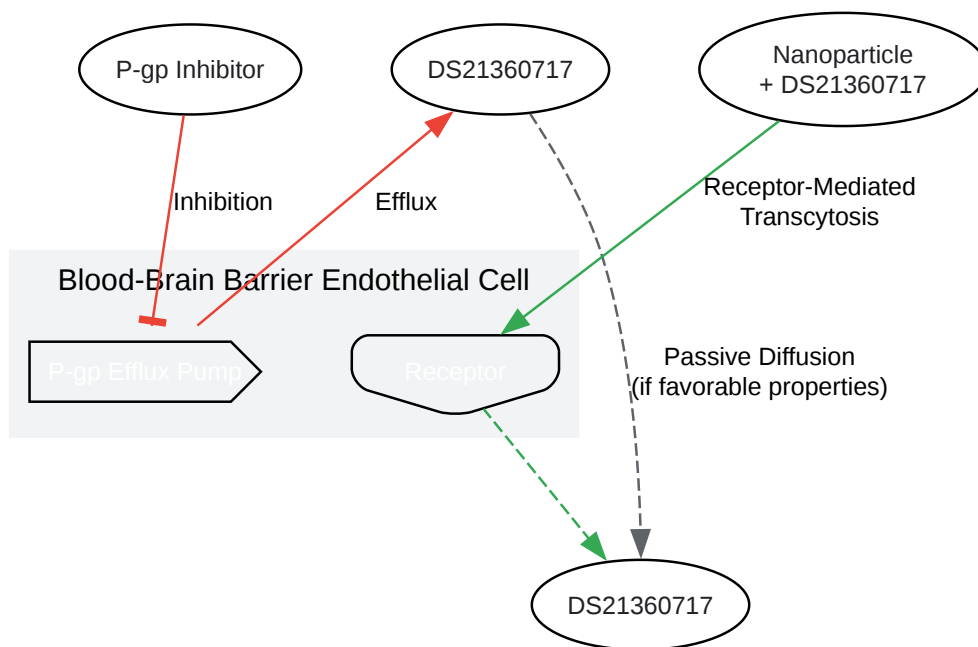 P-gp Inhibitor
DS21360717
Nanoparticle
+ DS21360717
Inhibition
Efflux
Receptor-Mediated
Transcytosis
Blood-Brain Barrier Endothelial Cell
P-gp Efflux Pump
Receptor
Passive Diffusion
(if favorable properties)
DS21360717